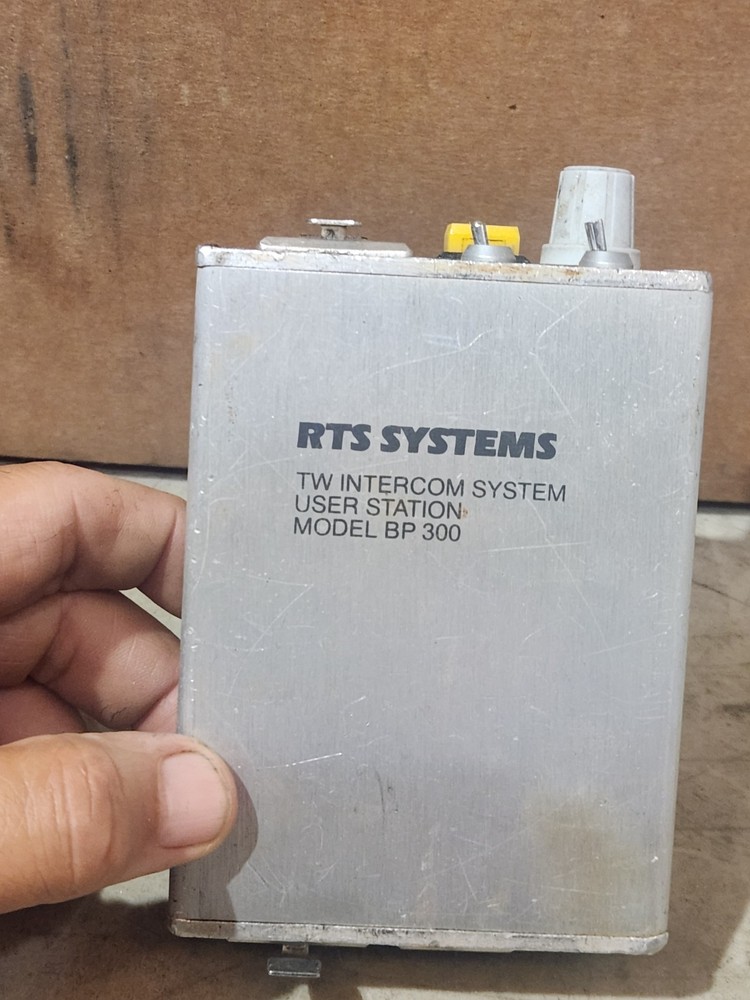 RTS SYSTEMS
TW INTERCOM SYSTEM
USER STATION
MODEL BP 300